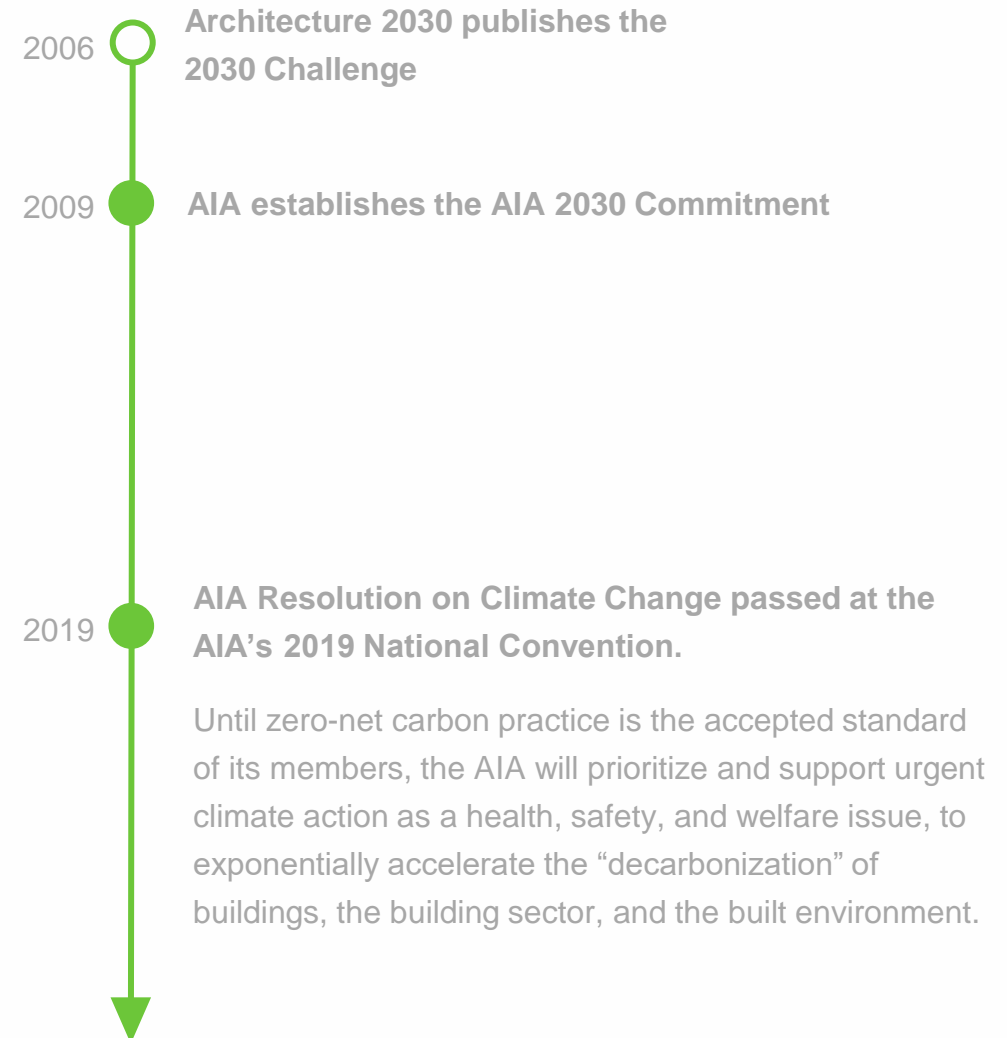 2006
Architecture 2030 publishes the
2030 Challenge
2009
AIA establishes the AIA 2030 Commitment
2019
AIA Resolution on Climate Change passed at the
AIA’s 2019 National Convention.
Until zero-net carbon practice is the accepted standard
of its members, the AIA will prioritize and support urgent
climate action as a health, safety, and welfare issue, to
exponentially accelerate the “decarbonization” of
buildings, the building sector, and the built environment.